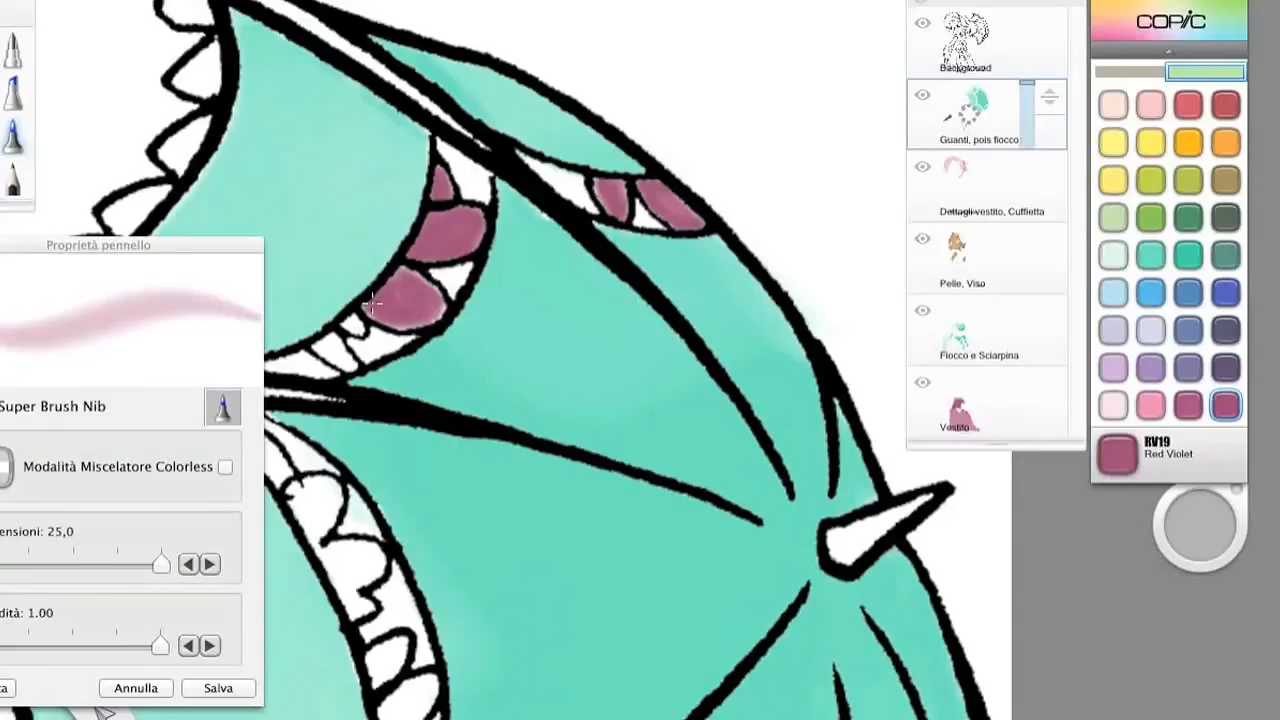 COPIC
Background
Guanti, pois fiocco
Dettagli vestito, Cuffietta
Pelle, Viso
Fiocco e Sciarpina
Vestito
RV19
Red Violet
Proprietà pennello
Super Brush Nib
Modalità Miscelatore Colorless
ensioni: 25,0
dità: 1.00
ta
Annulla
Salva